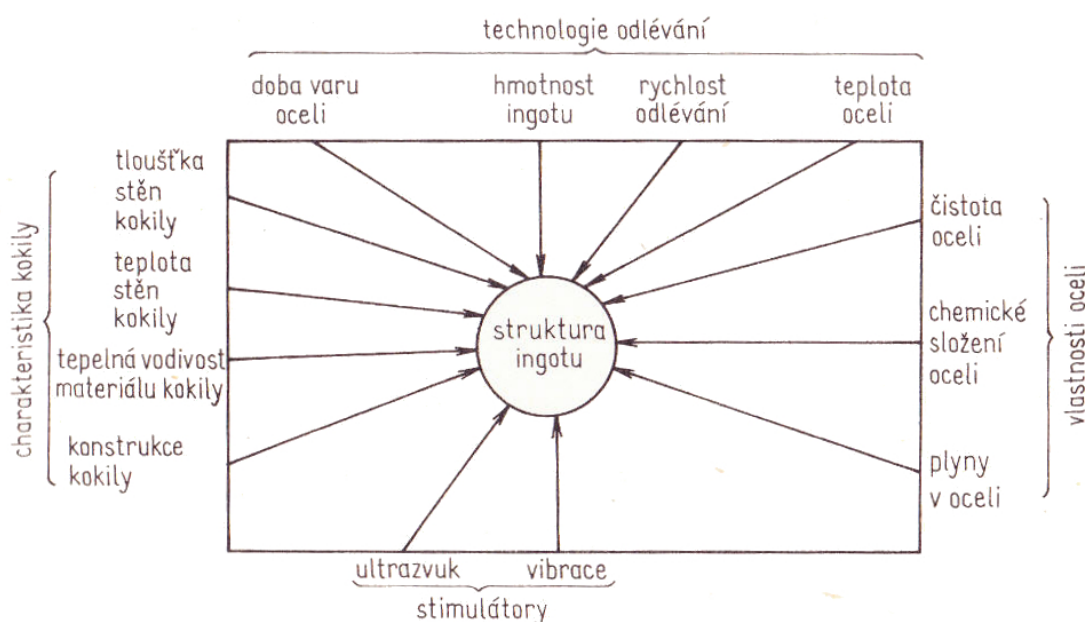 technologie odlévání
doba varu
oceli
hmotnost
ingotu
rychlost
odlévání
teplota
oceli
charakteristika kokily
tloušťka
stěn
kokily
teplota
stěn
kokily
tepelná vodivost
materiálu kokily
konstrukce
kokily
struktura
ingotu
čistota
oceli
chemické
složení
oceli
plyny
v oceli
vlastnosti oceli
ultrazvuk
vibrace
stimulátory